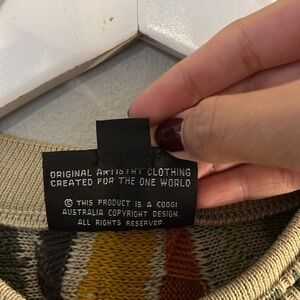 ORIGINAL ARTISTRY CLOTHING
CREATED FOR THE ONE WORLD
© THIS PRODUCT IS A COOGI
AUSTRALIA COPYRIGHT DESIGN.
ALL RIGHTS RESERVED.